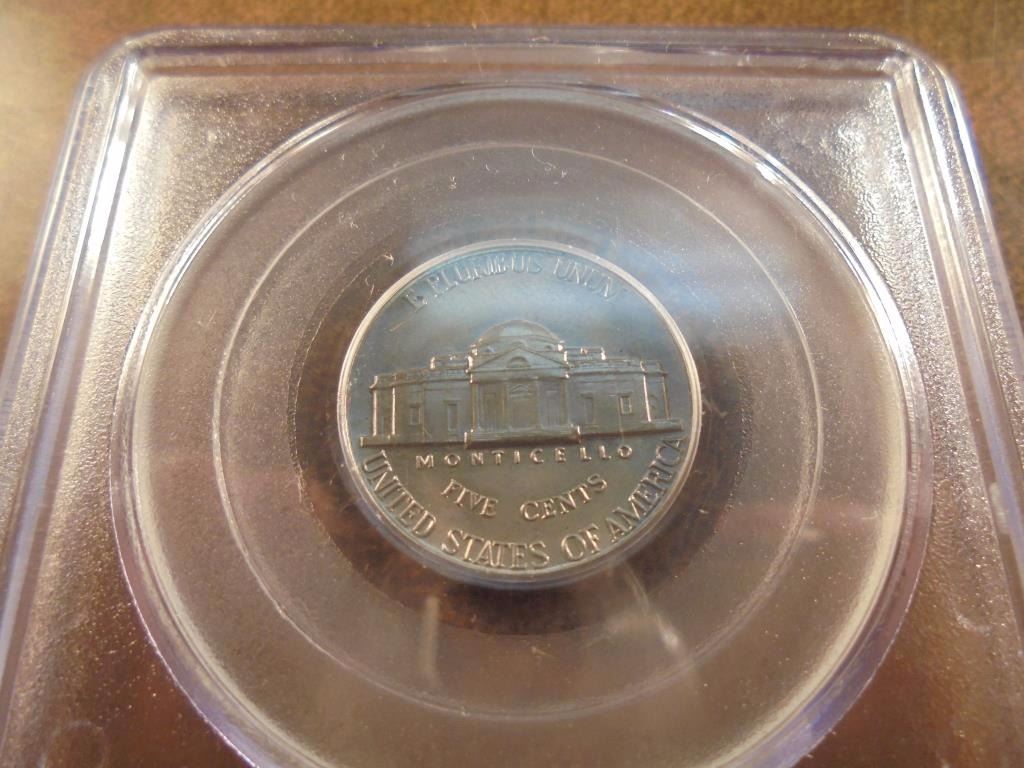 E PLURIBUS UNUM
MONTICELLO
FIVE CENTS
UNITED STATES OF AMERICA